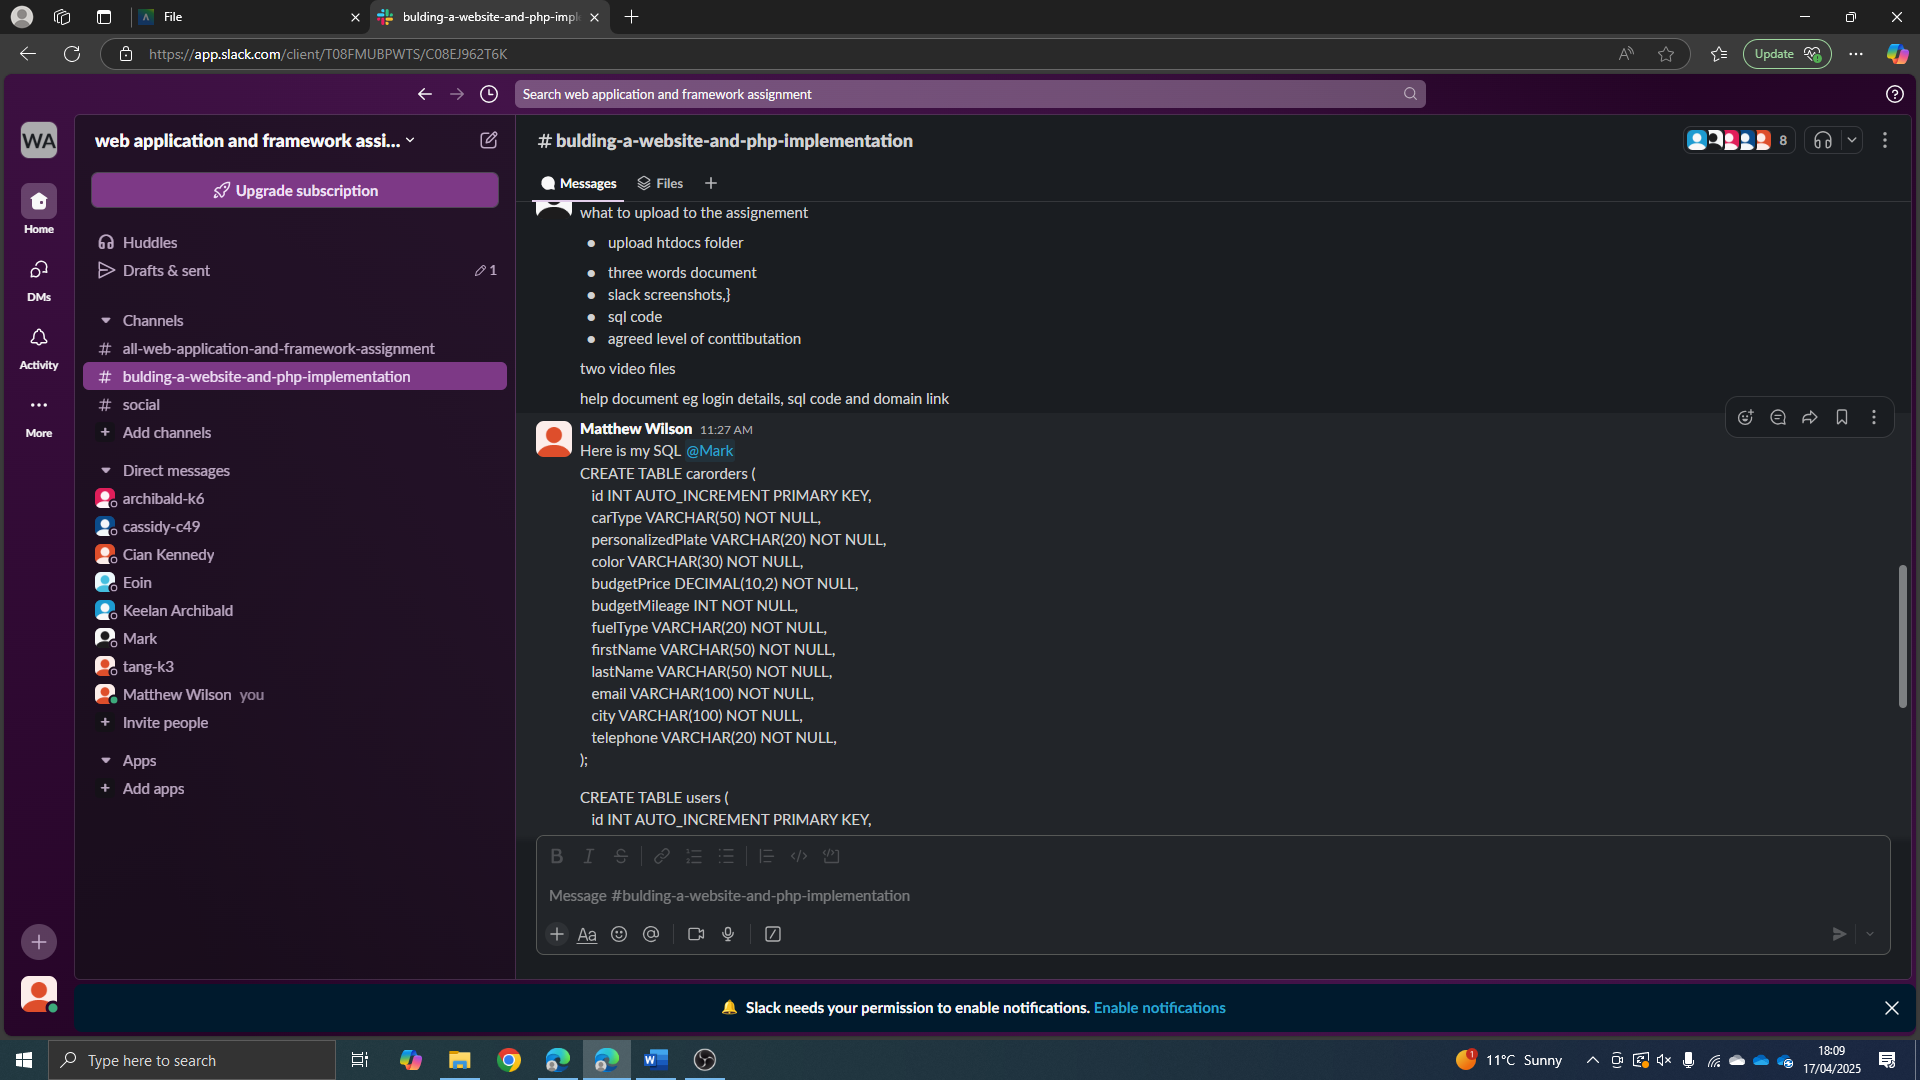 File
bulding-a-website-and-php-imple
https://app.slack.com/client/T08FMUBPWTS/C08EJ962T6K
Update
Search web application and framework assignment
WA
web application and framework assi...
Upgrade subscription
Home
DMs
Activity
More
Huddles
Drafts & sent
1
Channels
# all-web-application-and-framework-assignment
# bulding-a-website-and-php-implementation
# social
+ Add channels
Direct messages
archibald-k6
cassidy-c49
Cian Kennedy
Eoin
Keelan Archibald
Mark
tang-k3
Matthew Wilson you
+ Invite people
Apps
+ Add apps
# bulding-a-website-and-php-implementation
8
Messages
Files
what to upload to the assignement
• upload htdocs folder
• three words document
• slack screenshots,}
• sql code
• agreed level of conttibutation
two video files
help document eg login details, sql code and domain link
Matthew Wilson 11:27 AM
Here is my SQL @Mark
CREATE TABLE carorders (
id INT AUTO_INCREMENT PRIMARY KEY,
carType VARCHAR(50) NOT NULL,
personalizedPlate VARCHAR(20) NOT NULL,
color VARCHAR(30) NOT NULL,
budgetPrice DECIMAL(10,2) NOT NULL,
budgetMileage INT NOT NULL,
fuelType VARCHAR(20) NOT NULL,
firstName VARCHAR(50) NOT NULL,
lastName VARCHAR(50) NOT NULL,
email VARCHAR(100) NOT NULL,
city VARCHAR(100) NOT NULL,
telephone VARCHAR(20) NOT NULL,
);
CREATE TABLE users (
id INT AUTO_INCREMENT PRIMARY KEY,
B I S
Message #bulding-a-website-and-php-implementation
+ Aa @
Slack needs your permission to enable notifications. Enable notifications
Type here to search
1
11°C Sunny
18:09
17/04/2025